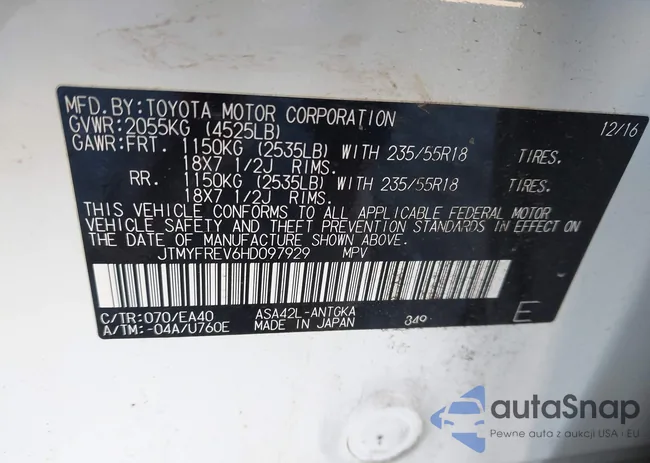 MFD.BY:TOYOTA MOTOR CORPORATION 12/16
GVWR:2055KG (4525LB)
GAWR:FRT. 1150KG (2535LB) WITH 235/55R18 TIRES.
18X7 1/2J RIMS.
RR. 1150KG (2535LB) WITH 235/55R18 TIRES.
18X7 1/2J RIMS.
THIS VEHICLE CONFORMS TO ALL APPLICABLE FEDERAL MOTOR
VEHICLE SAFETY AND THEFT PREVENTION STANDARDS IN EFFECT ON
THE DATE OF MANUFACTURE SHOWN ABOVE.
JTMYFREV6HD097929 MPV
C/TR:070/EA40 ASA42L-ANTGKA
A/TM:-04A/U760E MADE IN JAPAN 349 E
autoSnap
Pewne auta z aukcji USA i EU